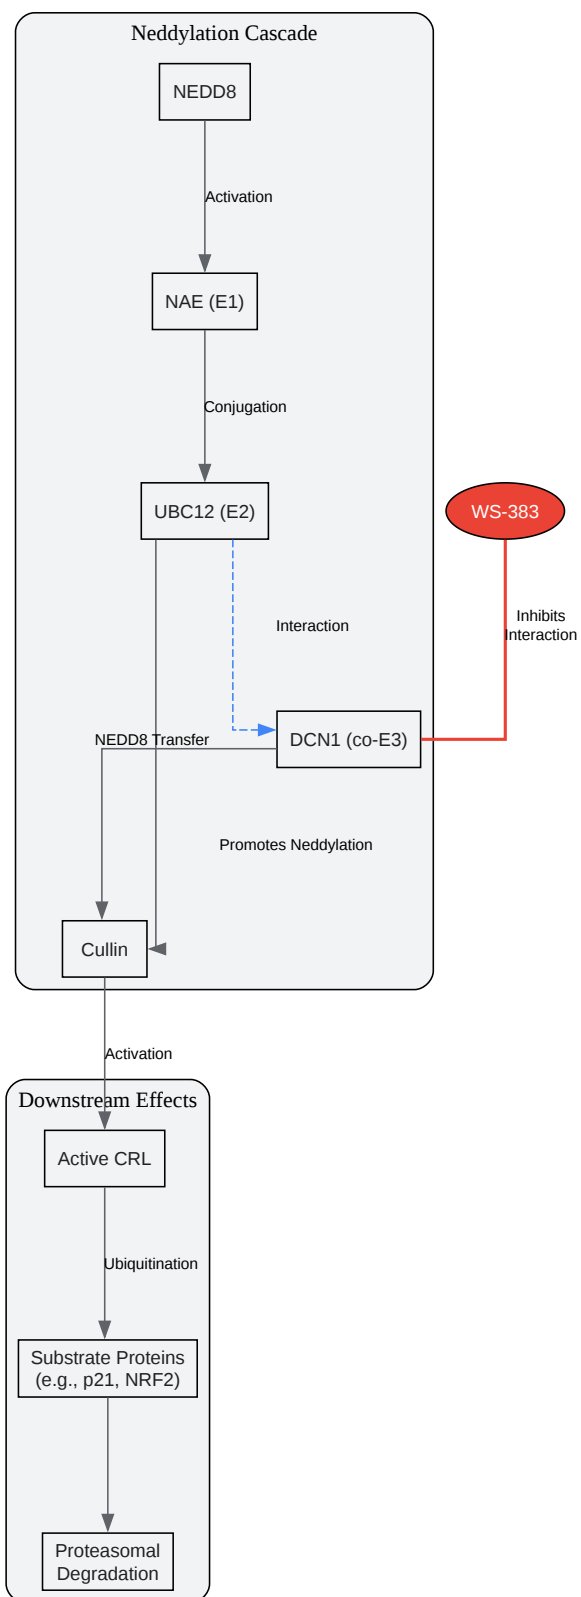 Neddylation Cascade
NEDD8
Activation
NAE (E1)
Conjugation
UBC12 (E2)
WS-383
Inhibits
Interaction
Interaction
DCN1 (co-E3)
NEDD8 Transfer
Promotes Neddylation
Cullin
Activation
Downstream Effects
Active CRL
Ubiquitination
Substrate Proteins
(e.g., p21, NRF2)
Proteasomal
Degradation